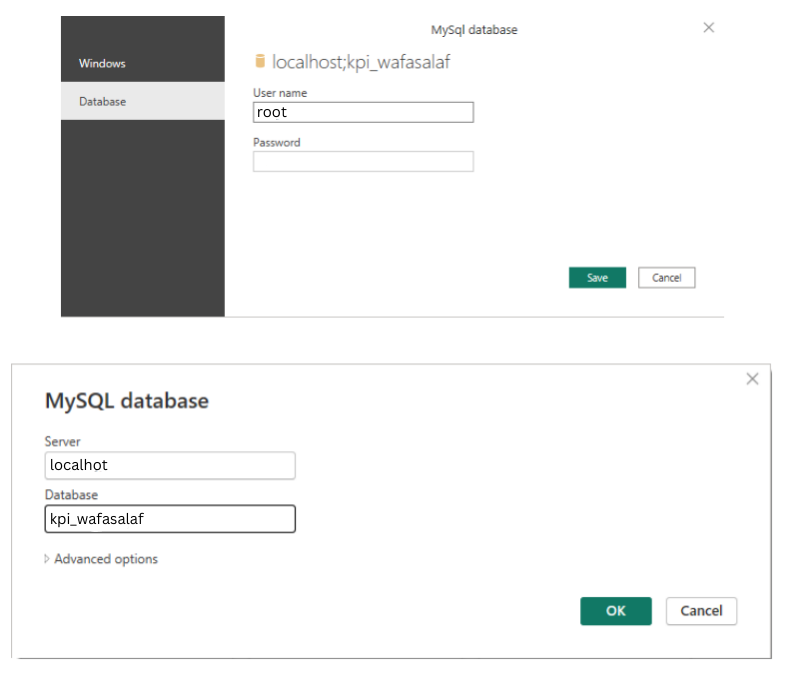 MySql database
Windows
localhost;kpi_wafasalaf
User name
Database
root
Password
Save
Cancel
MySQL database
Server
localhot
Database
kpi_wafasalaf
Advanced options
OK
Cancel